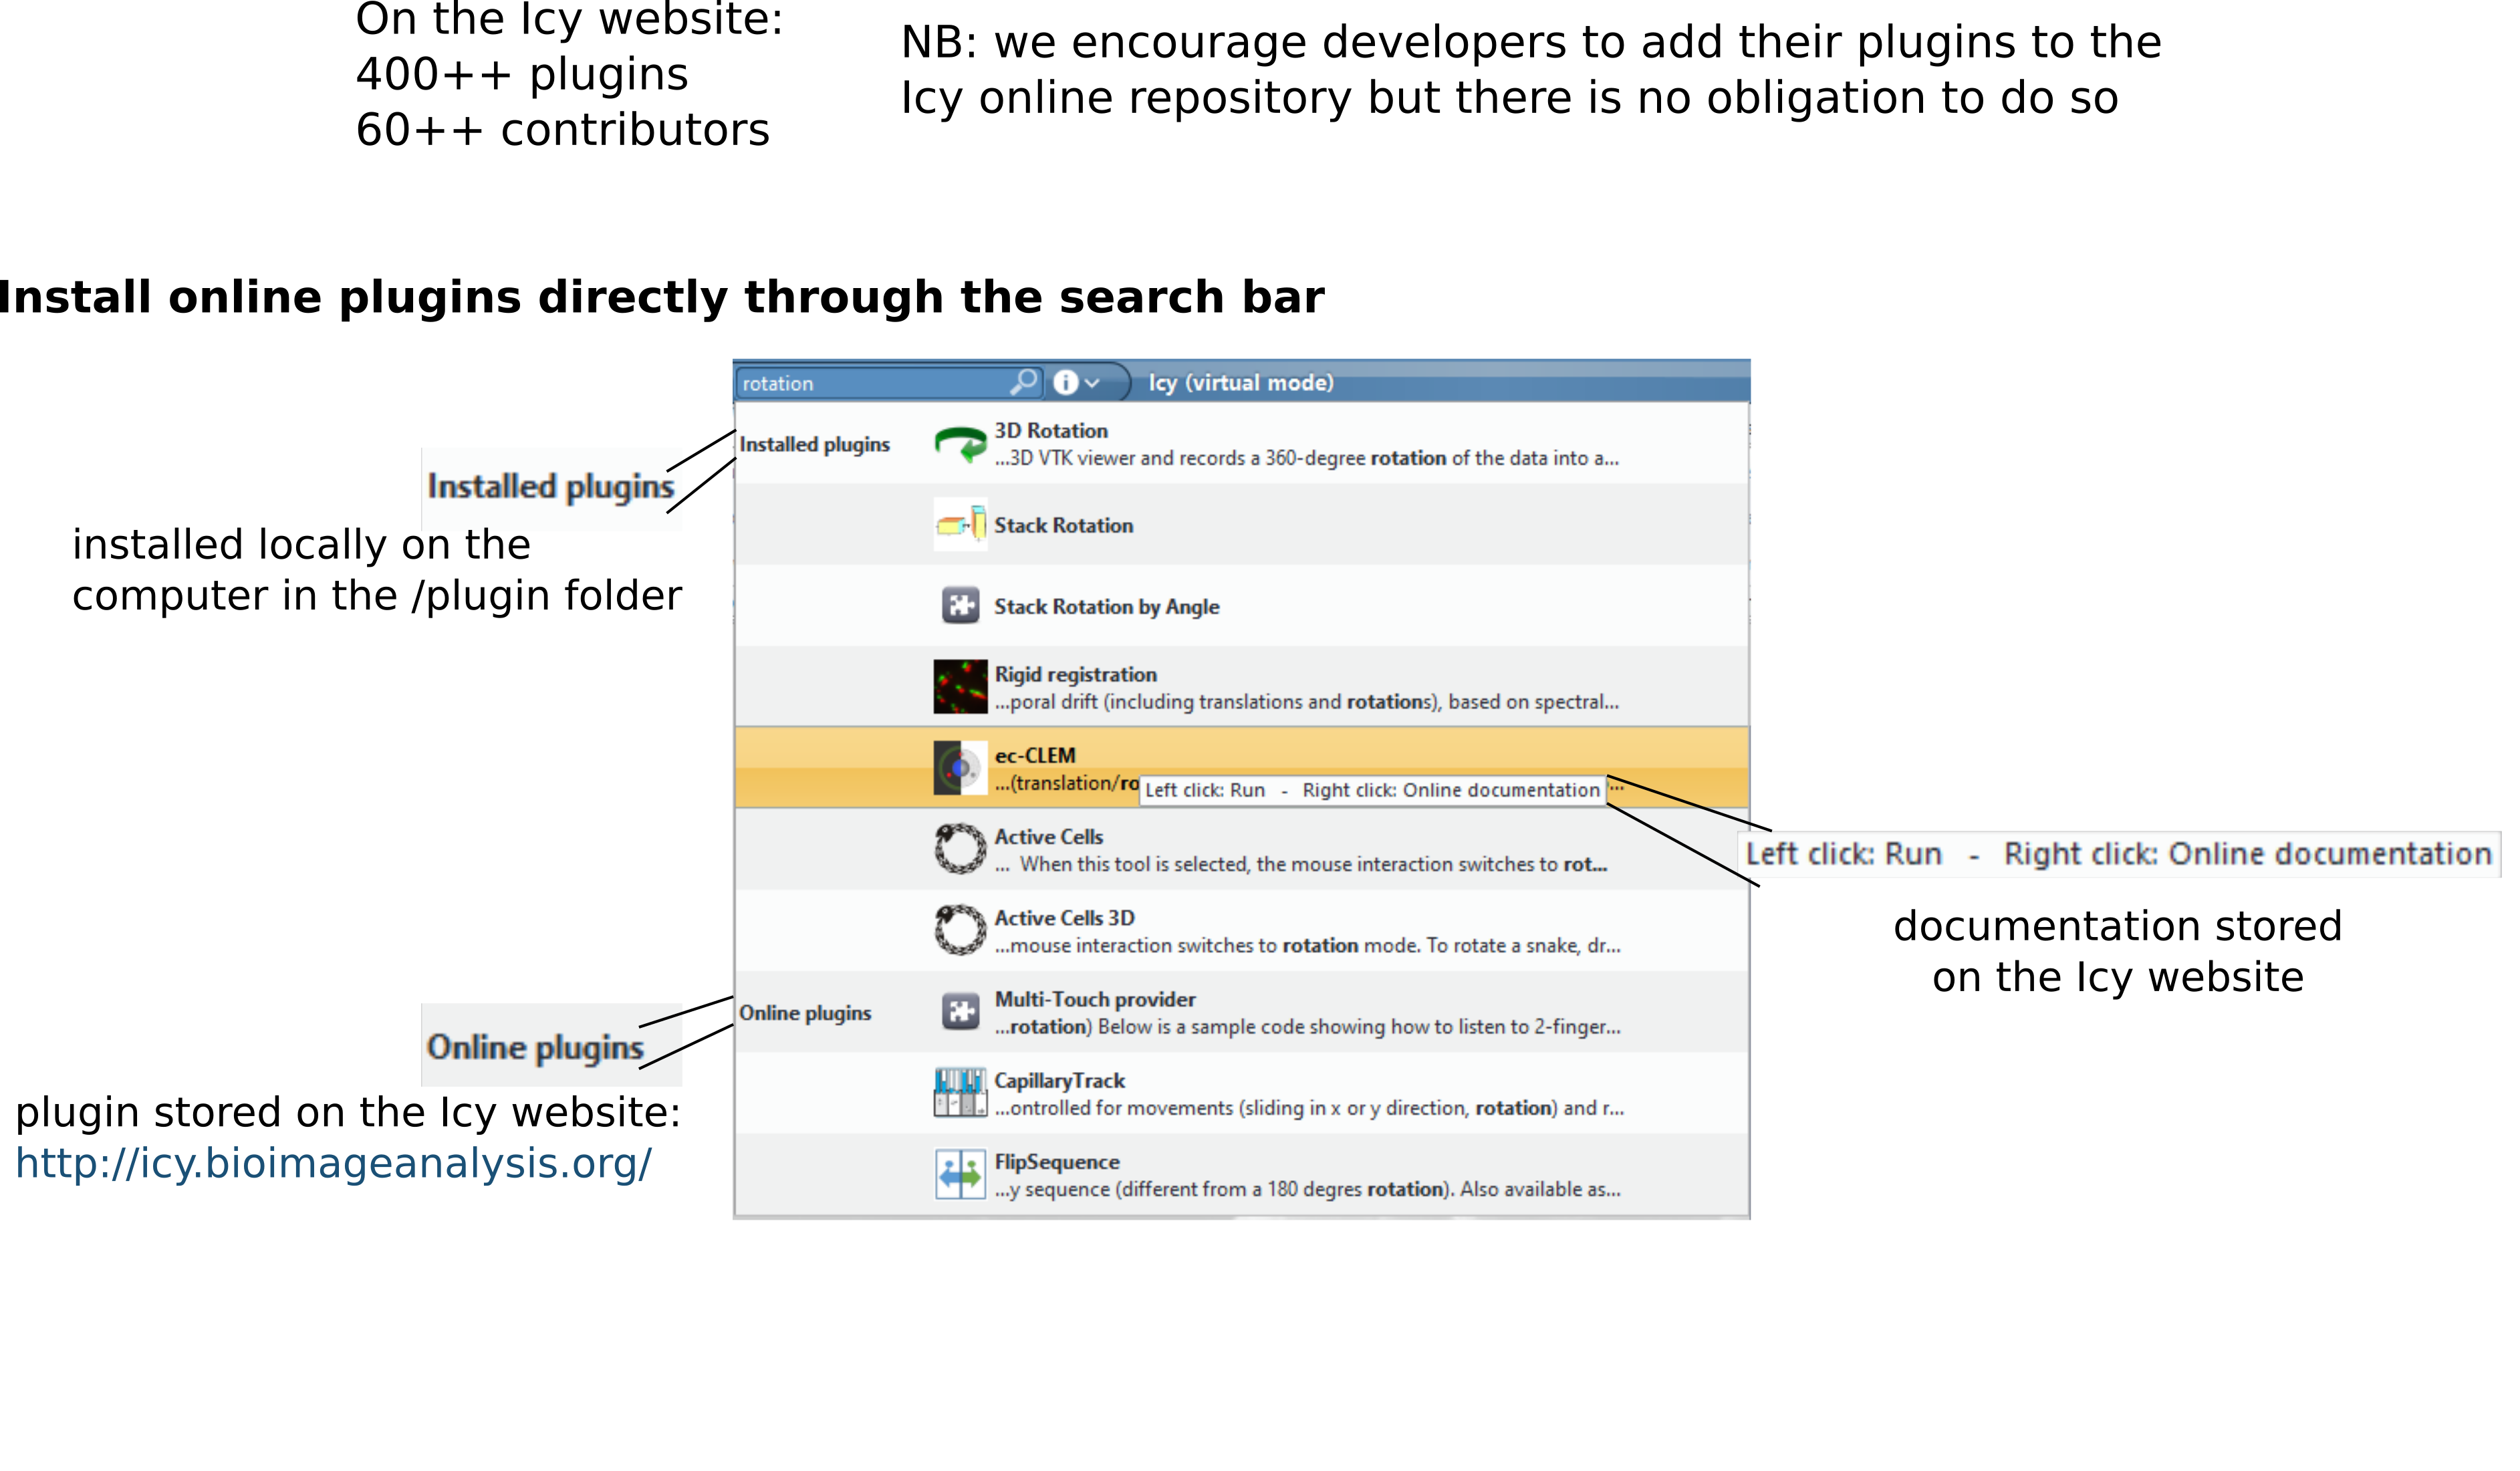 On the Icy website:
400++ plugins
60++ contributors
NB: we encourage developers to add their plugins to the
Icy online repository but there is no obligation to do so
Install online plugins directly through the search bar
rotation
Icy (virtual mode)
Installed plugins
3D Rotation
...3D VTK viewer and records a 360-degree rotation of the data into a...
Stack Rotation
Stack Rotation by Angle
Rigid registration
...poral drift (including translations and rotations), based on spectral...
ec-CLEM
...(translation/ro
Left click: Run - Right click: Online documentation
...
Active Cells
... When this tool is selected, the mouse interaction switches to rot...
Active Cells 3D
...mouse interaction switches to rotation mode. To rotate a snake, dr...
Online plugins
Multi-Touch provider
...rotation) Below is a sample code showing how to listen to 2-finger...
CapillaryTrack
...ontrolled for movements (sliding in x or y direction, rotation) and r...
FlipSequence
...y sequence (different from a 180 degres rotation). Also available as...
Installed plugins
installed locally on the
computer in the /plugin folder
Online plugins
plugin stored on the Icy website:
http://icy.bioimageanalysis.org/
Left click: Run - Right click: Online documentation
documentation stored
on the Icy website